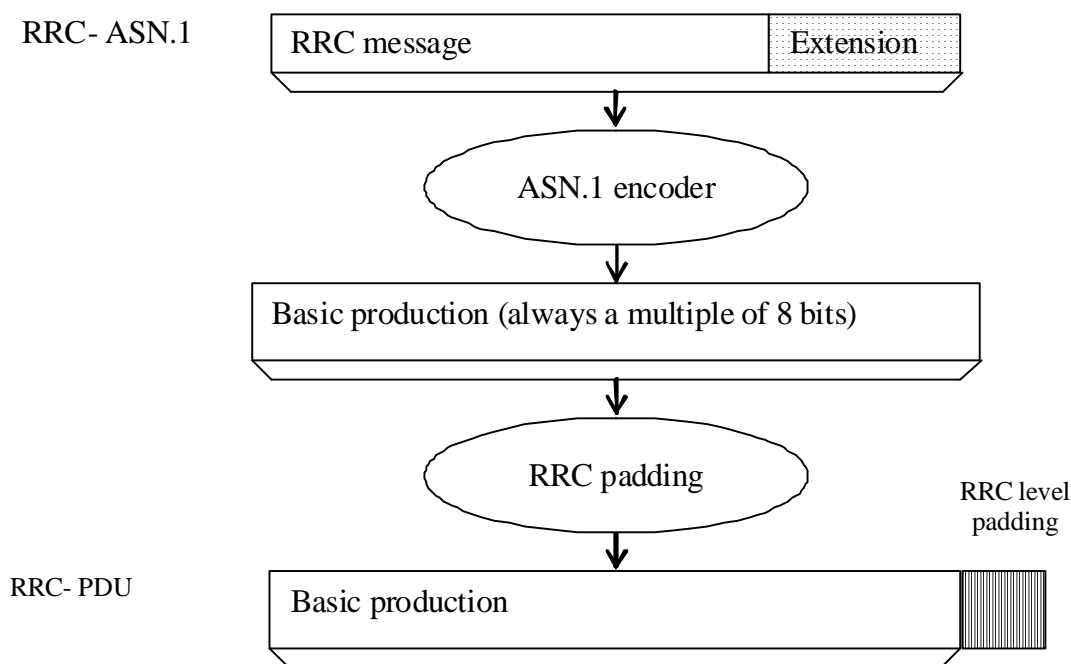 RRC- ASN.1
RRC message
Extension
ASN.1 encoder
Basic production (always a multiple of 8 bits)
RRC padding
RRC level
padding
RRC- PDU
Basic production